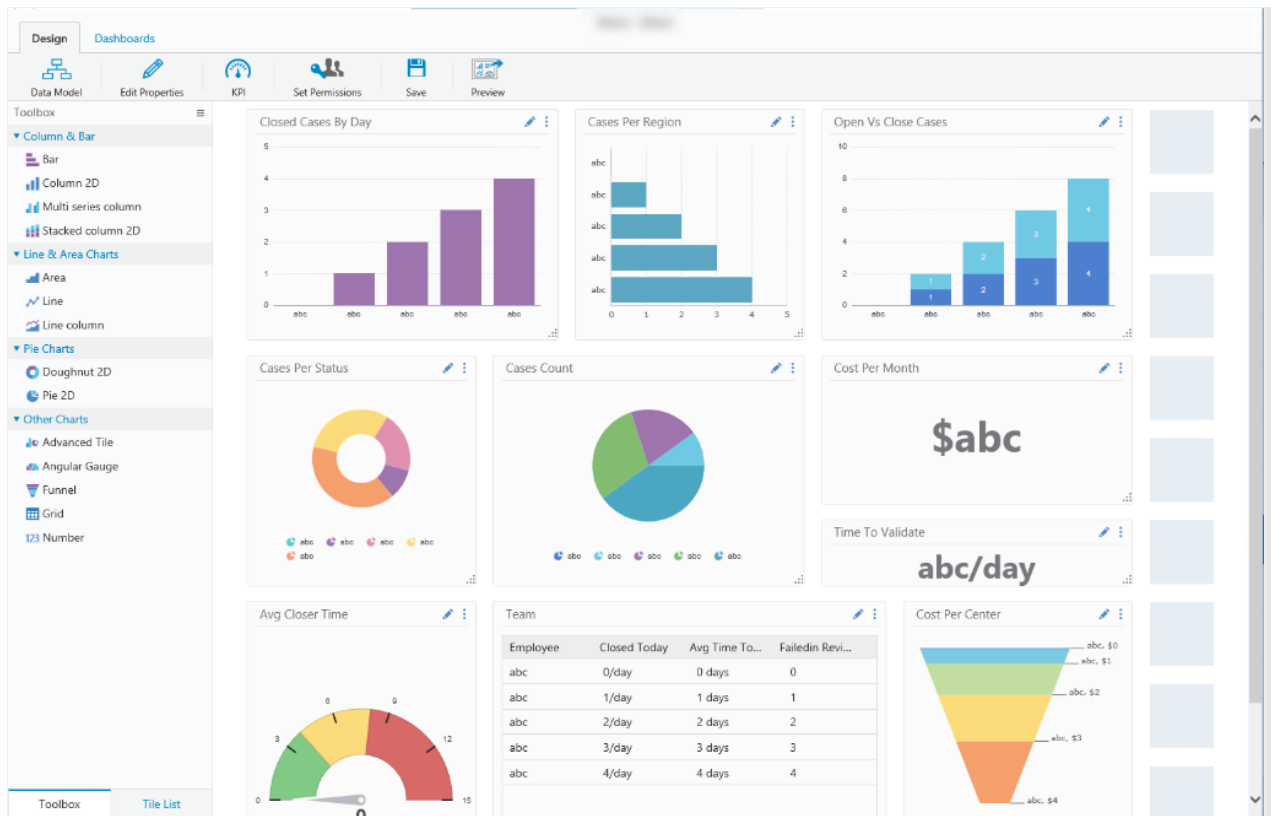 Design Dashboards
Data Model Edit Properties KPI Set Permissions Save Preview
Toolbox
Column & Bar
Bar
Column 2D
Multi series column
Stacked column 2D
Line & Area Charts
Area
Line
Line column
Pie Charts
Doughnut 2D
Pie 2D
Other Charts
Advanced Tile
Angular Gauge
Funnel
Grid
123 Number
Toolbox Tile List
Closed Cases By Day
5
4
3
2
1
0
abc abc abc abc abc
Cases Per Region
abc
abc
abc
abc
abc
0 1 2 3 4 5
Open Vs Close Cases
10
8
6
4
2
0
4
3
2
1
4
3
2
1
abc abc abc abc abc
Cases Per Status
abc abc abc abc
abc
Cases Count
abc abc abc abc abc
Cost Per Month
$abc
Time To Validate
abc/day
Avg Closer Time
0 3 6 9 12 15
0
Team
Employee Closed Today Avg Time To... Failedin Revi...
abc 0/day 0 days 0
abc 1/day 1 days 1
abc 2/day 2 days 2
abc 3/day 3 days 3
abc 4/day 4 days 4
Cost Per Center
abc, $0
abc, $1
abc, $2
abc, $3
abc, $4